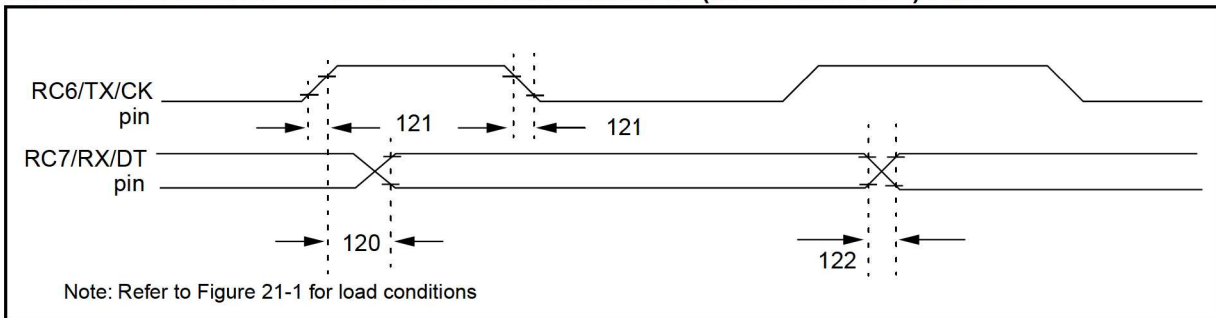 RC6/TX/CK
pin
121
121
RC7/RX/DT
pin
120
122
Note: Refer to Figure 21-1 for load conditions